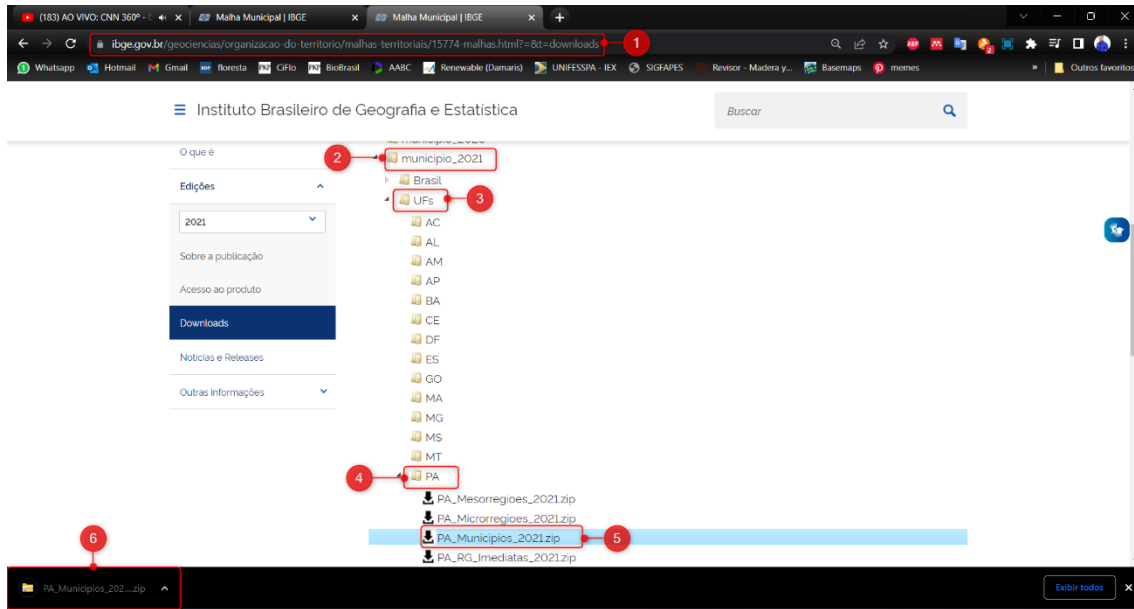 (183) AO VIVO: CNN 360º -
Malha Municipal | IBGE
Malha Municipal | IBGE
ibge.gov.br/geociencias/organizacao-do-territorio/malhas-territoriais/15774-malhas.html?=&t=downloads
1
Whatsapp
Hotmail
Gmail
floresta
CiFlo
BioBrasil
AABC
Renewable (Damaris)
UNIFESSPA - IEX
SIGFAPES
Revisor - Madera y...
Basemaps
memes
»
Outros favoritos
Instituto Brasileiro de Geografia e Estatística
Buscar
O que é
Edições
2021
Sobre a publicação
Acesso ao produto
Downloads
Notícias e Releases
Outras informações
2
municipio_2021
Brasil
UFs
3
AC
AL
AM
AP
BA
CE
DF
ES
GO
MA
MG
MS
MT
4
PA
PA_Mesorregioes_2021.zip
PA_Microrregioes_2021.zip
PA_Municipios_2021.zip
5
PA_RG_Imediatas_2021.zip
6
PA_Municipios_202....zip
Exibir todos